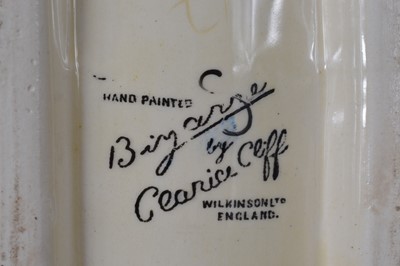 HAND PAINTED
Bizarre
by
Clarice Cliff
WILKINSON LTD
ENGLAND.